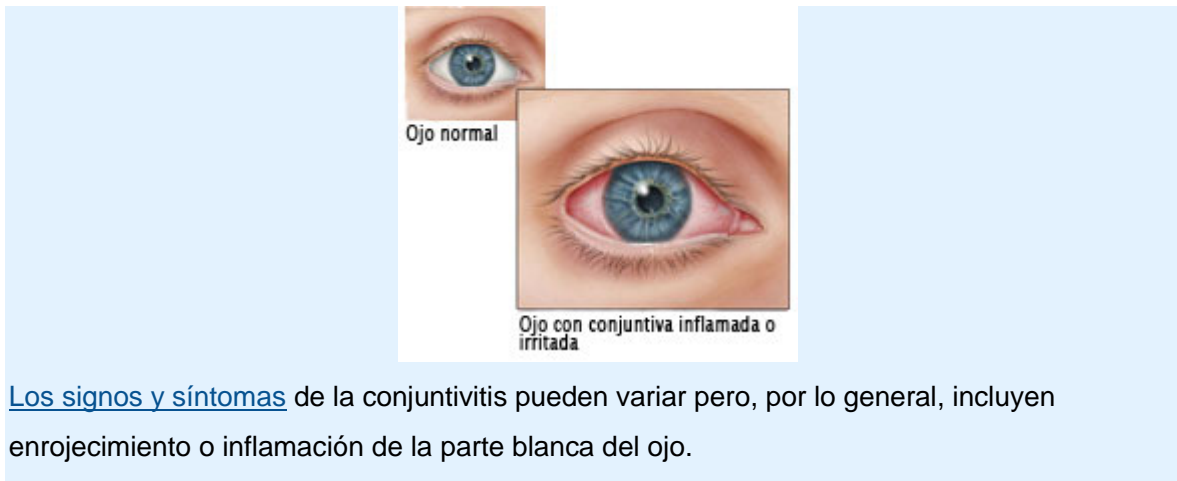 Ojo normal
Ojo con conjuntiva inflamada o
irritada
Los signos y síntomas de la conjuntivitis pueden variar pero, por lo general, incluyen
enrojecimiento o inflamación de la parte blanca del ojo.